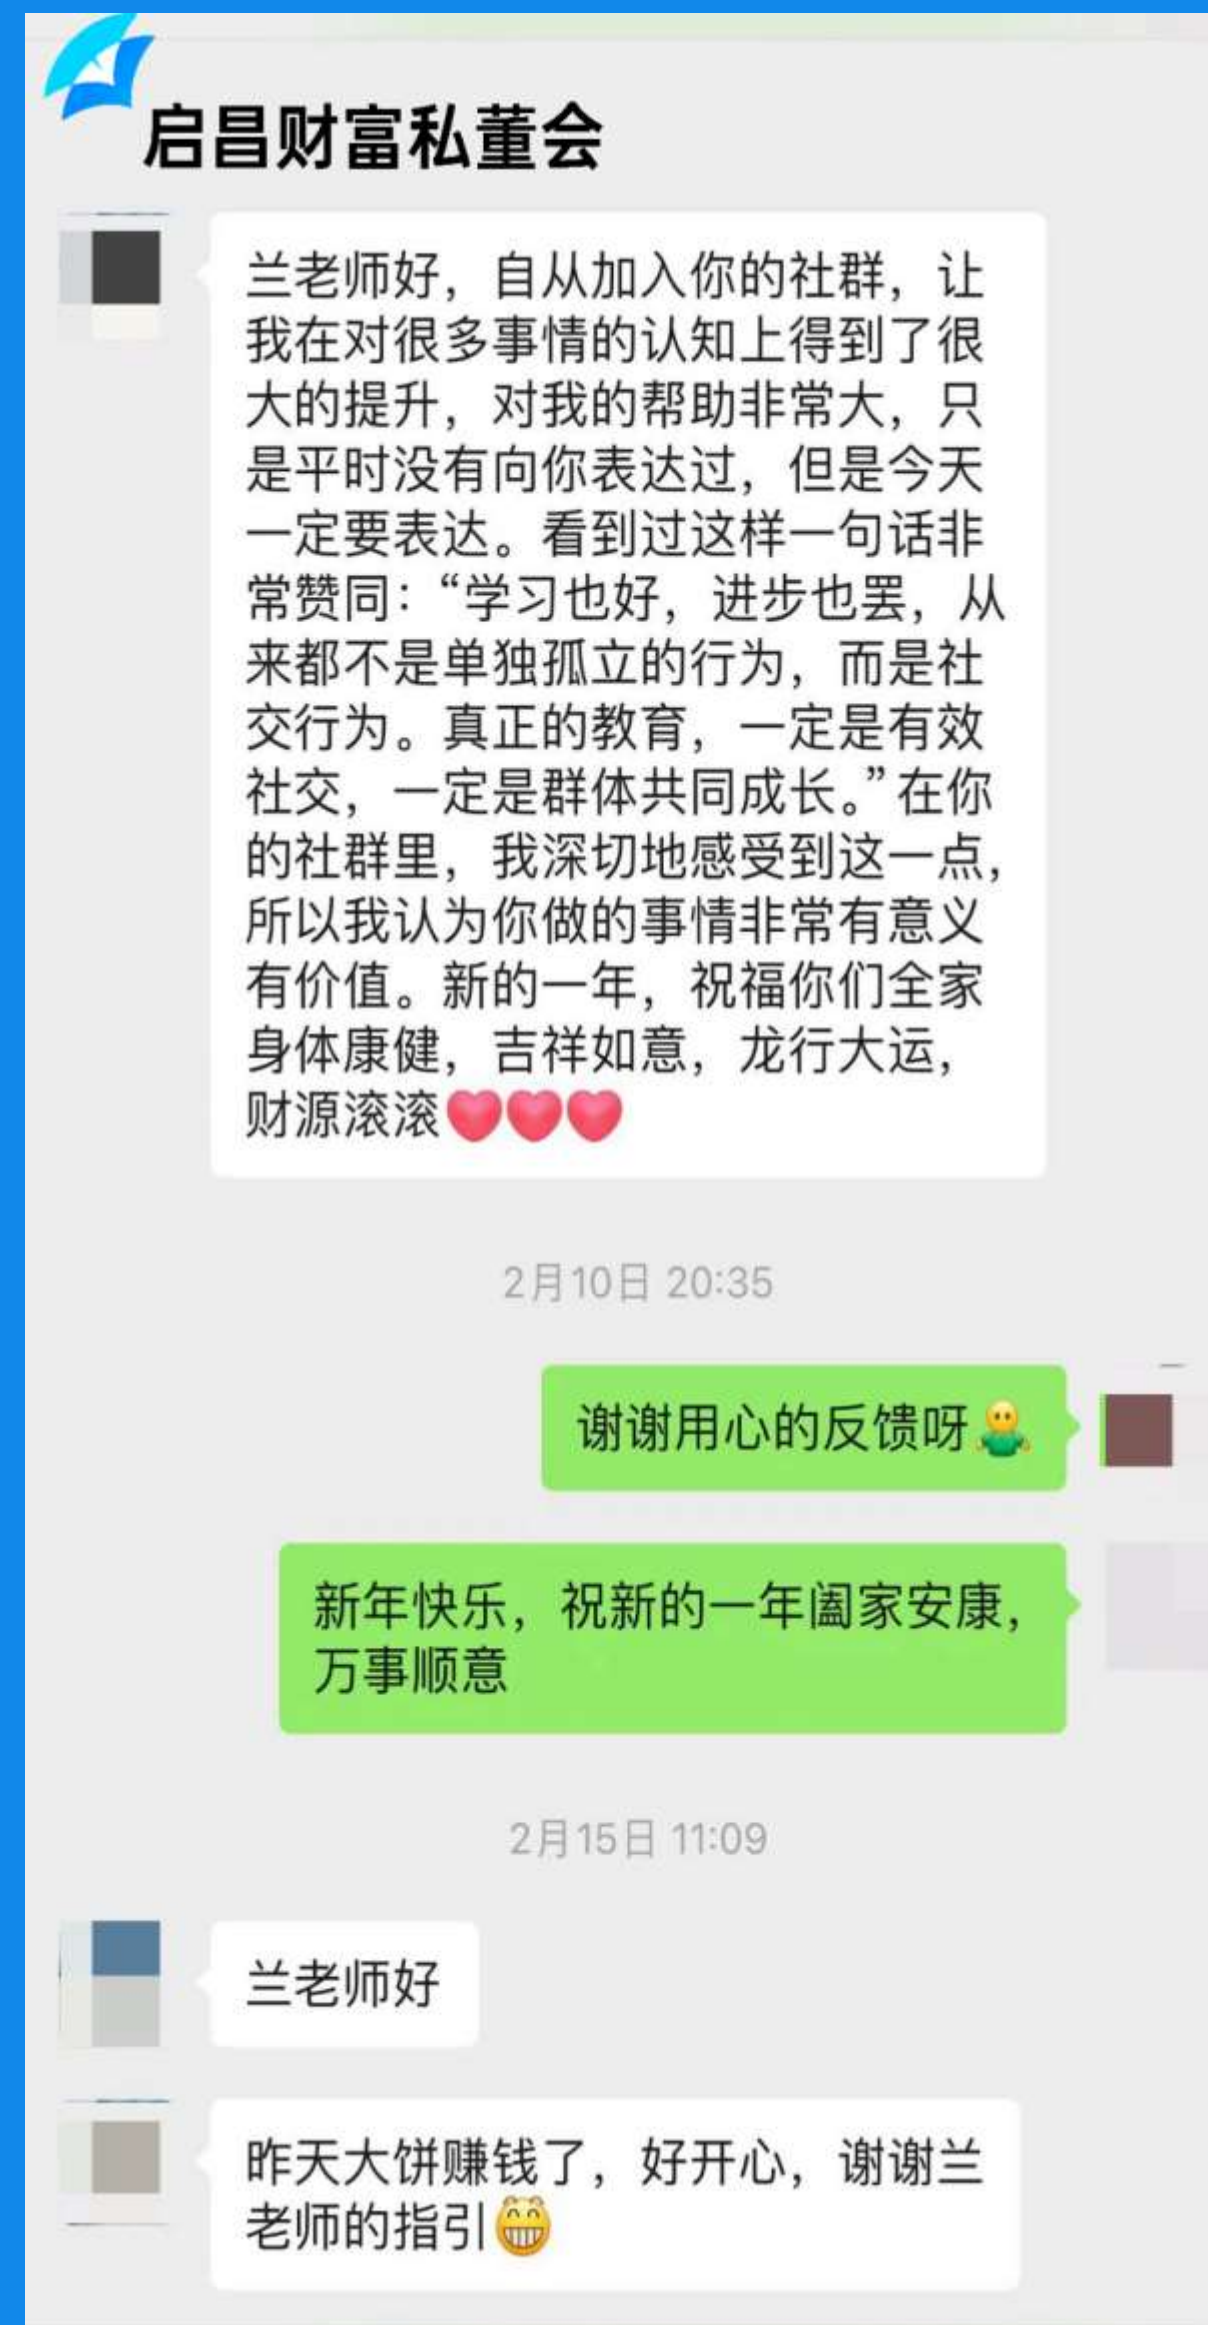 启昌财富私董会
兰老师好，自从加入你的社群，让
我在对很多事情的认知上得到了很
大的提升，对我的帮助非常大，只
是平时没有向你表达过，但是今天
一定要表达。看到过这样一句话非
常赞同：“学习也好，进步也罢，从
来都不是单独孤立的行为，而是社
交行为。真正的教育，一定是有效
社交，一定是群体共同成长。”在你
的社群里，我深切地感受到这一点，
所以我认为你做的事情非常有意义
有价值。新的一年，祝福你们全家
身体康健，吉祥如意，龙行大运，
财源滚滚
2月10日 20:35
谢谢用心的反馈呀
新年快乐，祝新的一年阖家安康，
万事顺意
2月15日 11:09
兰老师好
昨天大饼赚钱了，好开心，谢谢兰
老师的指引